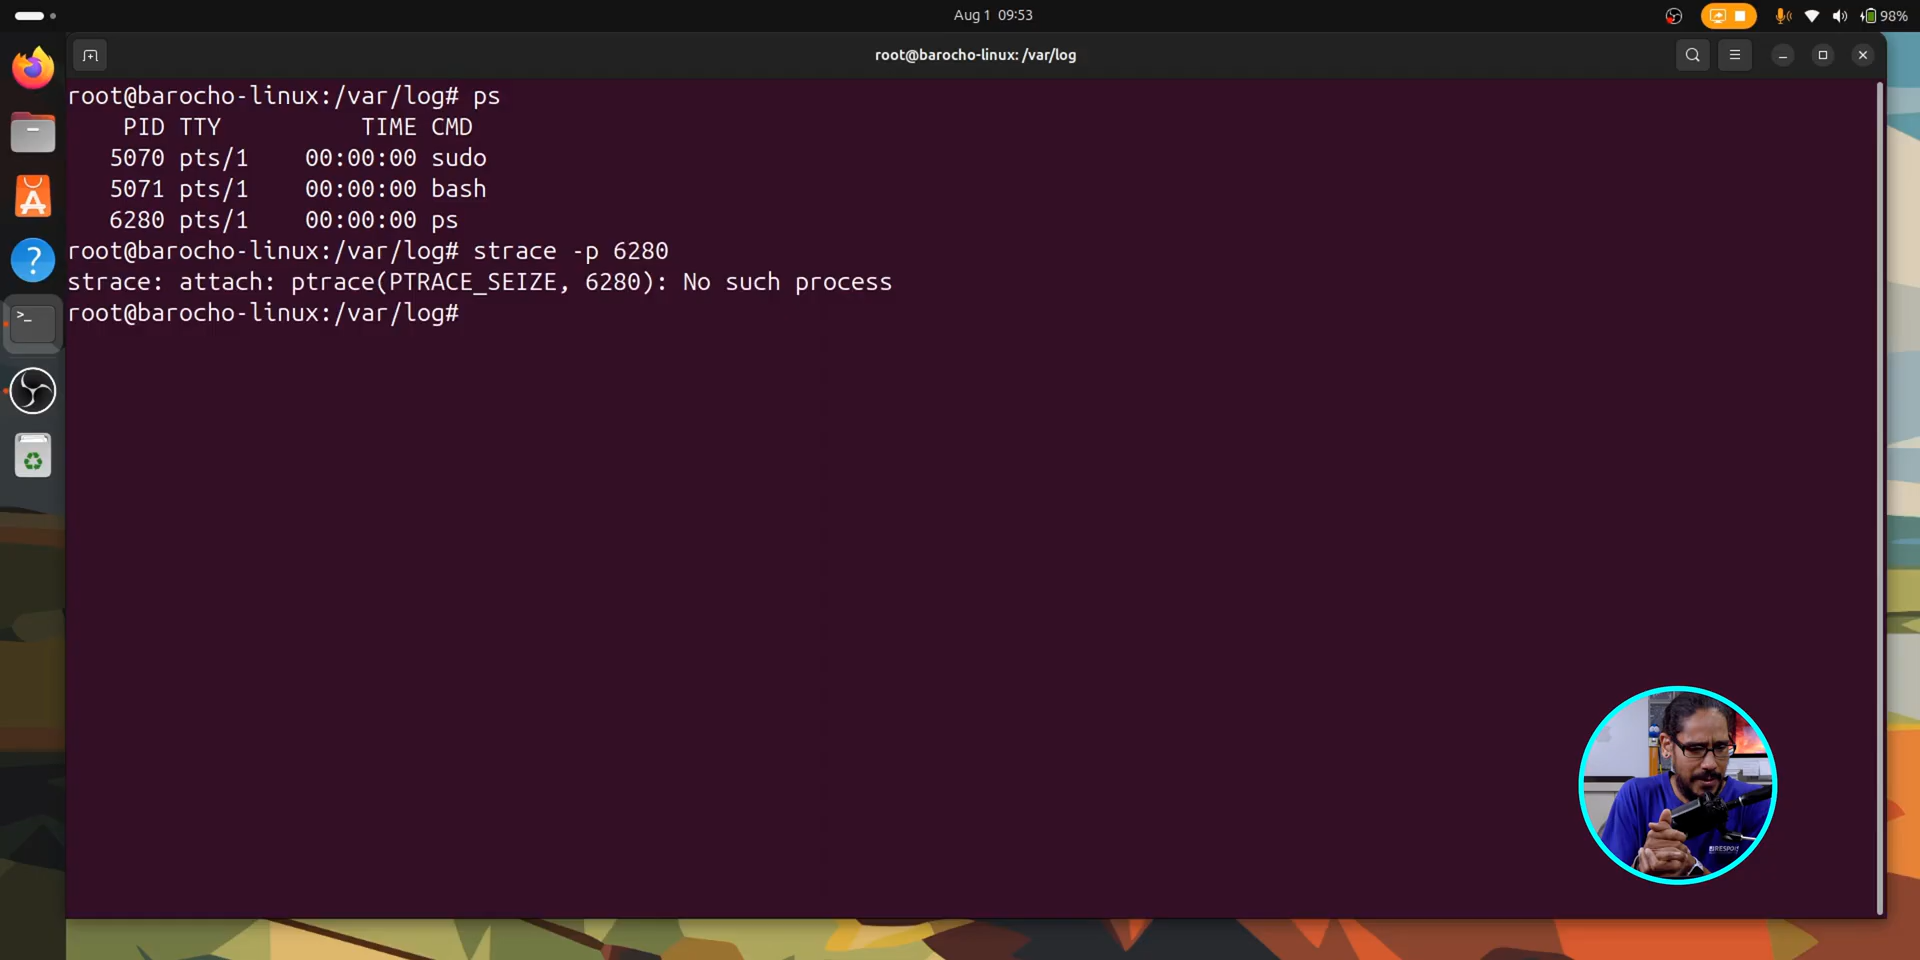 Aug 1 09:53
98%
root@barocho-linux: /var/log
root@barocho-linux:/var/log# ps
PID TTY TIME CMD
5070 pts/1 00:00:00 sudo
5071 pts/1 00:00:00 bash
6280 pts/1 00:00:00 ps
root@barocho-linux:/var/log# strace -p 6280
strace: attach: ptrace(PTRACE_SEIZE, 6280): No such process
root@barocho-linux:/var/log#